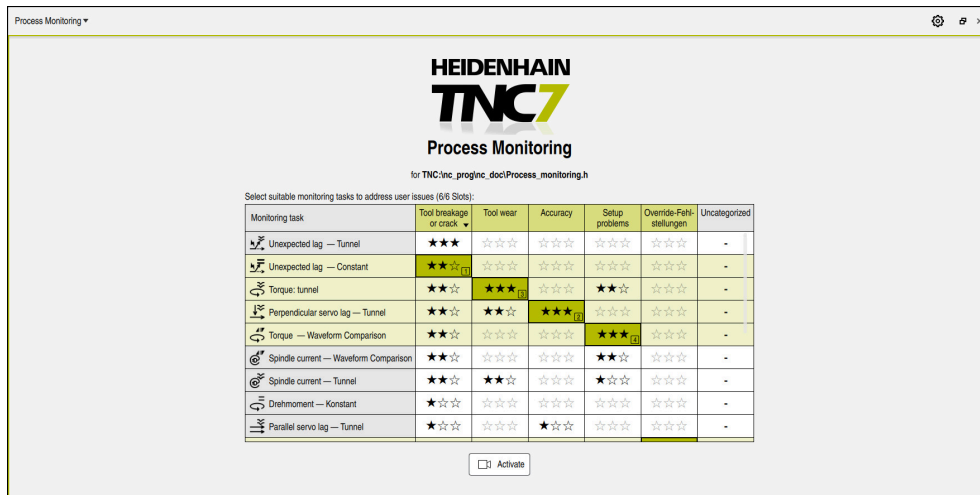 Process Monitoring
HEIDENHAIN
TNC7
Process Monitoring
for TNC:\nc_prog\nc_doc\Process_monitoring.h
Select suitable monitoring tasks to address user issues (6/6 Slots):
Monitoring task Tool breakage or crack Tool wear Accuracy Setup problems Override-Fehl-stellungen Uncategorized
Unexpected lag — Tunnel ★★★ ☆☆☆ ☆☆☆ ☆☆☆ ☆☆☆ -
Unexpected lag — Constant ★★☆ 1 ☆☆☆ ☆☆☆ ☆☆☆ ☆☆☆ -
Torque: tunnel ★★☆ ★★★ 3 ☆☆☆ ★★☆ ☆☆☆ -
Perpendicular servo lag — Tunnel ★★☆ ★★☆ ★★★ 2 ☆☆☆ ☆☆☆ -
Torque — Waveform Comparison ★★☆ ☆☆☆ ☆☆☆ ★★★ 4 ☆☆☆ -
Spindle current — Waveform Comparison ★★☆ ☆☆☆ ☆☆☆ ★★☆ ☆☆☆ -
Spindle current — Tunnel ★★☆ ★★☆ ☆☆☆ ★☆☆ ☆☆☆ -
Drehmoment — Konstant ★☆☆ ☆☆☆ ☆☆☆ ☆☆☆ ☆☆☆ -
Parallel servo lag — Tunnel ★☆☆ ☆☆☆ ★☆☆ ☆☆☆ ☆☆☆ -
Activate